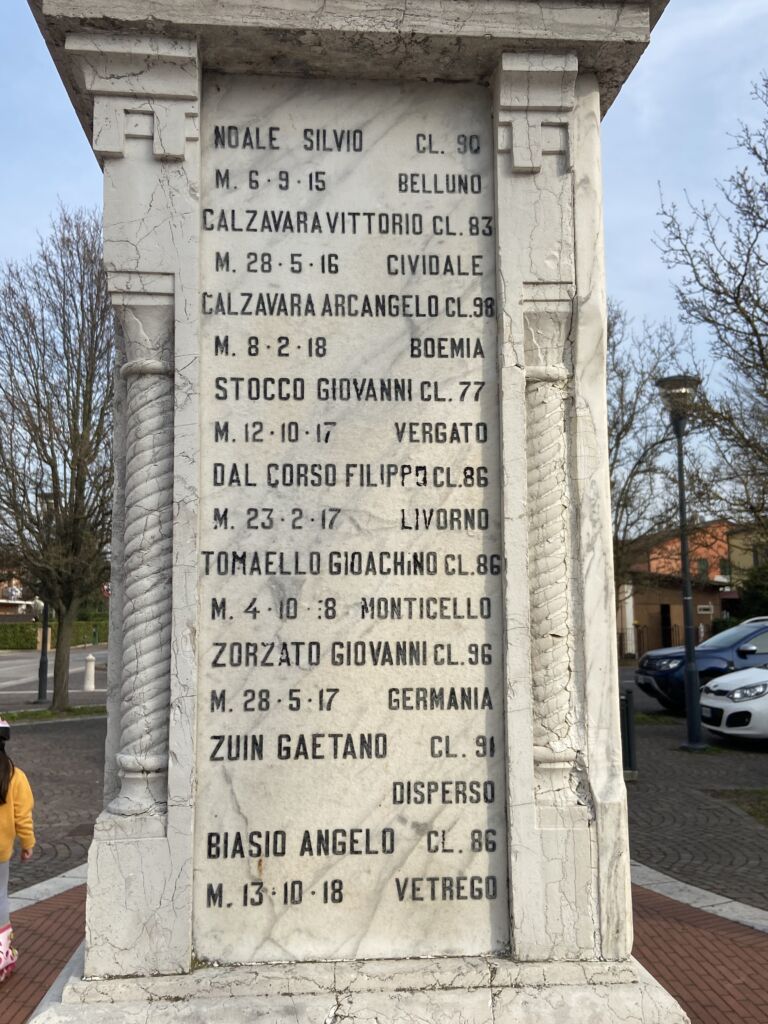 NOALE SILVIO CL. 90
M. 6·9·15 BELLUNO
CALZAVARA VITTORIO CL. 83
M. 28·5·16 CIVIDALE
CALZAVARA ARCANGELO CL. 98
M. 8·2·18 BOEMIA
STOCCO GIOVANNI CL. 77
M. 12·10·17 VERGATO
DAL CORSO FILIPPO CL. 86
M. 23·2·17 LIVORNO
TOMAELLO GIOACHiNO CL. 86
M. 4·10·18 MONTICELLO
ZORZATO GIOVANNI CL. 96
M. 28·5·17 GERMANIA
ZUIN GAETANO CL. 91
DISPERSO
BIASIO ANGELO CL. 86
M. 13·10·18 VETREGO